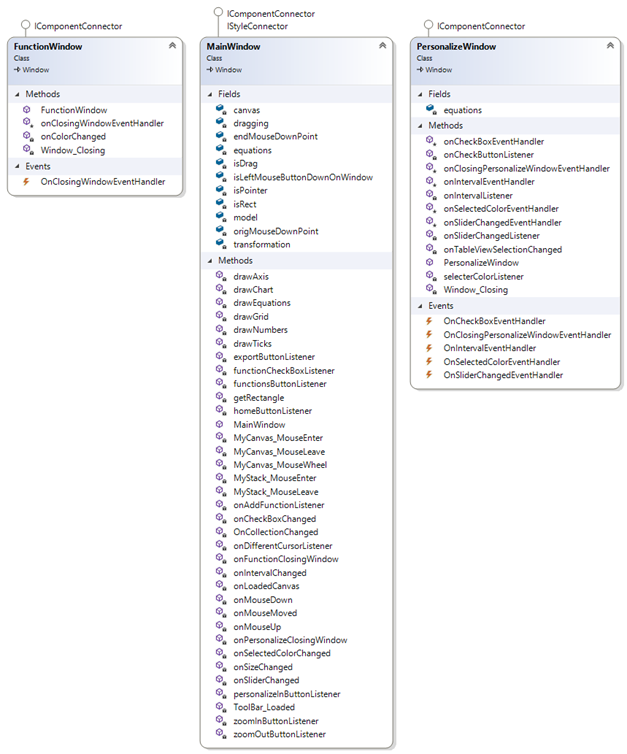 IComponentConnector
FunctionWindow
Class
Window
Methods
FunctionWindow
onClosingWindowEventHandler
onColorChanged
Window_Closing
Events
OnClosingWindowEventHandler
IComponentConnector
IStyleConnector
MainWindow
Class
Window
Fields
canvas
dragging
endMouseDownPoint
equations
isDrag
isLeftMouseButtonDownOnWindow
isPointer
isRect
model
origMouseDownPoint
transformation
Methods
drawAxis
drawChart
drawEquations
drawGrid
drawNumbers
drawTicks
exportButtonListener
functionCheckBoxListener
functionsButtonListener
getRectangle
homeButtonListener
MainWindow
MyCanvas_MouseEnter
MyCanvas_MouseLeave
MyCanvas_MouseWheel
MyStack_MouseEnter
MyStack_MouseLeave
onAddFunctionListener
onCheckBoxChanged
OnCollectionChanged
onDifferentCursorListener
onFunctionClosingWindow
onIntervalChanged
onLoadedCanvas
onMouseDown
onMouseMoved
onMouseUp
onPersonalizeClosingWindow
onSelectedColorChanged
onSizeChanged
onSliderChanged
personalizeInButtonListener
ToolBar_Loaded
zoomInButtonListener
zoomOutButtonListener
IComponentConnector
PersonalizeWindow
Class
Window
Fields
equations
Methods
onCheckBoxEventHandler
onCheckButtonListener
onClosingPersonalizeWindowEventHandler
onIntervalEventHandler
onIntervalListener
onSelectedColorEventHandler
onSliderChangedEventHandler
onSliderChangedListener
onTableViewSelectionChanged
PersonalizeWindow
selecterColorListener
Window_Closing
Events
OnCheckBoxEventHandler
OnClosingPersonalizeWindowEventHandler
OnIntervalEventHandler
OnSelectedColorEventHandler
OnSliderChangedEventHandler